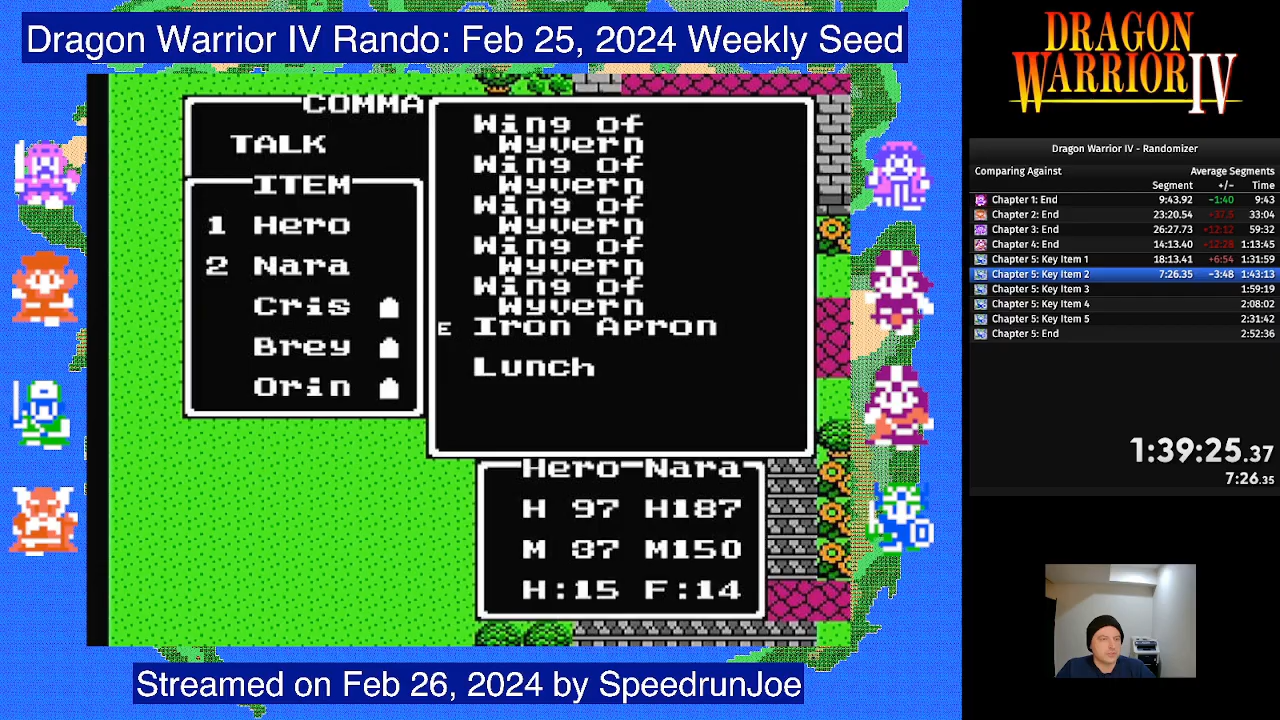 Dragon Warrior IV Rando: Feb 25, 2024 Weekly Seed
COMMA
TALK
ITEM
1 Hero
2 Nara
Cris
Brey
Orin
Wing of
Wyvern
Wing of
Wyvern
Wing of
Wyvern
Wing of
Wyvern
Wing of
Wyvern
E Iron Apron
Lunch
Hero Nara
H 97 H187
M 97 M150
H:15 F:14
Streamed on Feb 26, 2024 by SpeedrunJoe
DRAGON
WARRIOR IV
Dragon Warrior IV - Randomizer
Comparing Against Average Segments
Segment +/- Time
Chapter 1: End 9:43.92 −1:40 9:43
Chapter 2: End 23:20.54 +37.5 33:04
Chapter 3: End 26:27.73 +12:12 59:32
Chapter 4: End 14:13.40 +12:28 1:13:45
Chapter 5: Key Item 1 18:13.41 +6:54 1:31:59
Chapter 5: Key Item 2 7:26.35 −3:48 1:43:13
Chapter 5: Key Item 3 1:59:19
Chapter 5: Key Item 4 2:08:02
Chapter 5: Key Item 5 2:31:42
Chapter 5: End 2:52:36
1:39:25.37
7:26.35